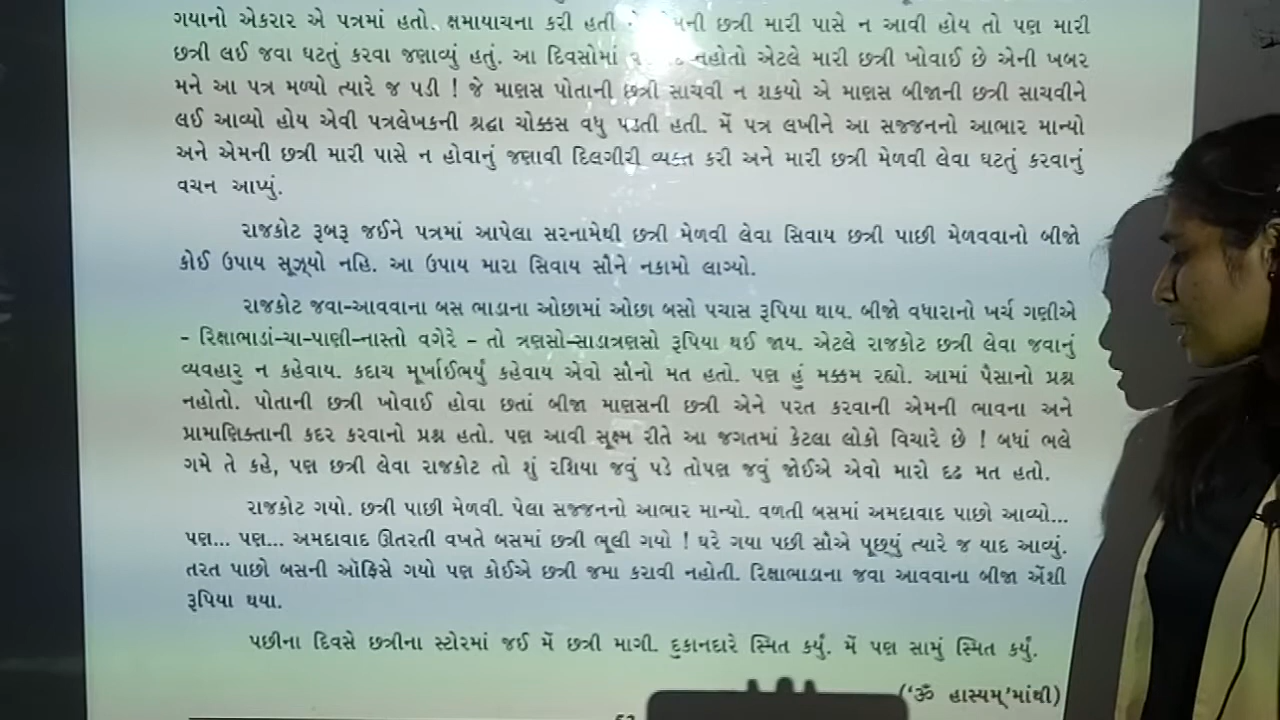 ગયાનો એકરાર એ પત્રમાં હતો. ક્ષમાયાચના કરી હતી છત્રી મારી પાસે ન આવી હોય તો પણ મારી
છત્રી લઈ જવા ઘટતું કરવા જણાવ્યું હતું. આ દિવસોમાં નહોતો એટલે મારી છત્રી ખોવાઈ છે એની ખબર
મને આ પત્ર મળ્યો ત્યારે જ પડી ! જે માણસ પોતાની છત્રી સાચવી ન શકયો એ માણસ બીજાની છત્રી સાચવીને
લઈ આવ્યો હોય એવી પત્રલેખકની શ્રદ્ધા ચોક્કસ વધુ પડતી હતી. મેં પત્ર લખીને આ સજ્જનનો આભાર માન્યો
અને એમની છત્રી મારી પાસે ન હોવાનું જણાવી દિલગીરી વ્યક્ત કરી અને મારી છત્રી મેળવી લેવા ઘટતું કરવાનું
વચન આપ્યું.
રાજકોટ રૂબરૂ જઈને પત્રમાં આપેલા સરનામેથી છત્રી મેળવી લેવા સિવાય છત્રી પાછી મેળવવાનો બીજો
કોઈ ઉપાય સૂઝ્યો નહિ. આ ઉપાય મારા સિવાય સૌને નકામો લાગ્યો.
રાજકોટ જવા-આવવાના બસ ભાડાના ઓછામાં ઓછા બસો પચાસ રૂપિયા થાય. બીજો વધારાનો ખર્ચ ગણીએ
- રિક્ષાભાડાં-ચા-પાણી-નાસ્તો વગેરે - તો ત્રણસો-સાડાત્રણસો રૂપિયા થઈ જાય. એટલે રાજકોટ છત્રી લેવા જવાનું
વ્યવહારુ ન કહેવાય. કદાચ મૂર્ખાઈભર્યું કહેવાય એવો સૌનો મત હતો. પણ હું મક્કમ રહ્યો. આમાં પૈસાનો પ્રશ્ન
નહોતો. પોતાની છત્રી ખોવાઈ હોવા છતાં બીજા માણસની છત્રી એને પરત કરવાની એમની ભાવના અને
પ્રામાણિક્તાની કદર કરવાનો પ્રશ્ન હતો. પણ આવી સૂક્ષ્મ રીતે આ જગતમાં કેટલા લોકો વિચારે છે ! બધાં ભલે
ગમે તે કહે, પણ છત્રી લેવા રાજકોટ તો શું રશિયા જવું પડે તોપણ જવું જોઈએ એવો મારો દૃઢ મત હતો.
રાજકોટ ગયો. છત્રી પાછી મેળવી. પેલા સજ્જનનો આભાર માન્યો. વળતી બસમાં અમદાવાદ પાછો આવ્યો...
પણ... પણ... અમદાવાદ ઊતરતી વખતે બસમાં છત્રી ભૂલી ગયો ! ઘરે ગયા પછી સૌએ પૂછ્યું ત્યારે જ યાદ આવ્યું.
તરત પાછો બસની ઑફિસે ગયો પણ કોઈએ છત્રી જમા કરાવી નહોતી. રિક્ષાભાડાના જવા આવવાના બીજા એંશી
રૂપિયા થયા.
પછીના દિવસે છત્રીના સ્ટોરમાં જઈ મેં છત્રી માગી. દુકાનદારે સ્મિત કર્યું. મેં પણ સામું સ્મિત કર્યું.
('ૐ હાસ્યમ્'માંથી)